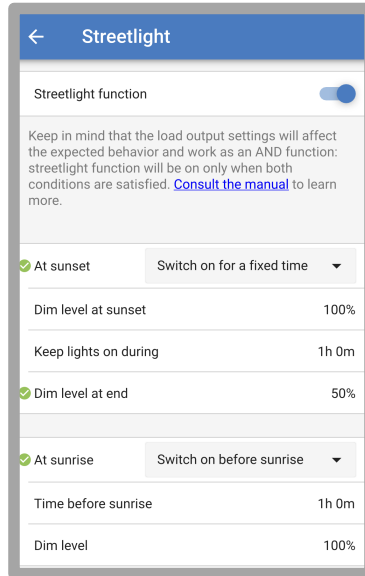 Streetlight
Streetlight function
Keep in mind that the load output settings will affect
the expected behavior and work as an AND function:
streetlight function will be on only when both
conditions are satisfied. Consult the manual to learn
more.
At sunset Switch on for a fixed time
Dim level at sunset 100%
Keep lights on during 1h 0m
Dim level at end 50%
At sunrise Switch on before sunrise
Time before sunrise 1h 0m
Dim level 100%